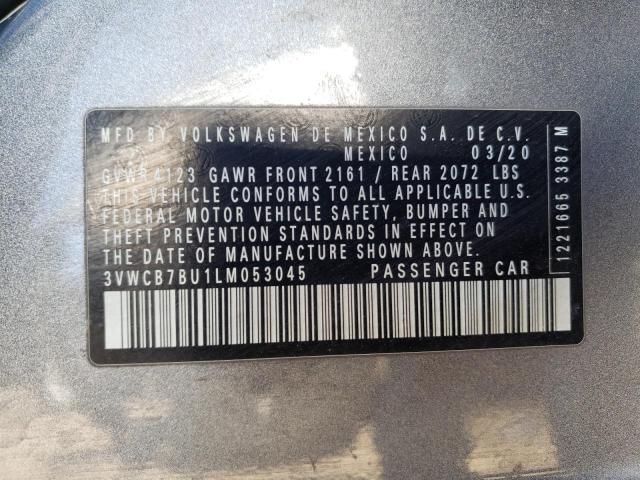 MFD BY VOLKSWAGEN DE MEXICO S.A. DE C.V.
MEXICO 03/20
GVWR 4123 GAWR FRONT 2161 / REAR 2072 LBS
THIS VEHICLE CONFORMS TO ALL APPLICABLE U.S.
FEDERAL MOTOR VEHICLE SAFETY, BUMPER AND
THEFT PREVENTION STANDARDS IN EFFECT ON
THE DATE OF MANUFACTURE SHOWN ABOVE.
3VWCB7BU1LM053045 PASSENGER CAR
1221665 3387 M